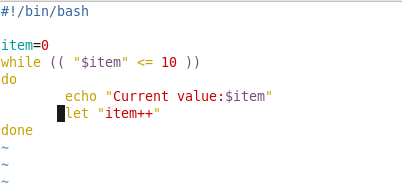 #!/bin/bash
item=0
while (( "$item" <= 10 ))
do
echo "Current value:$item"
let "item++"
done
~
~
~